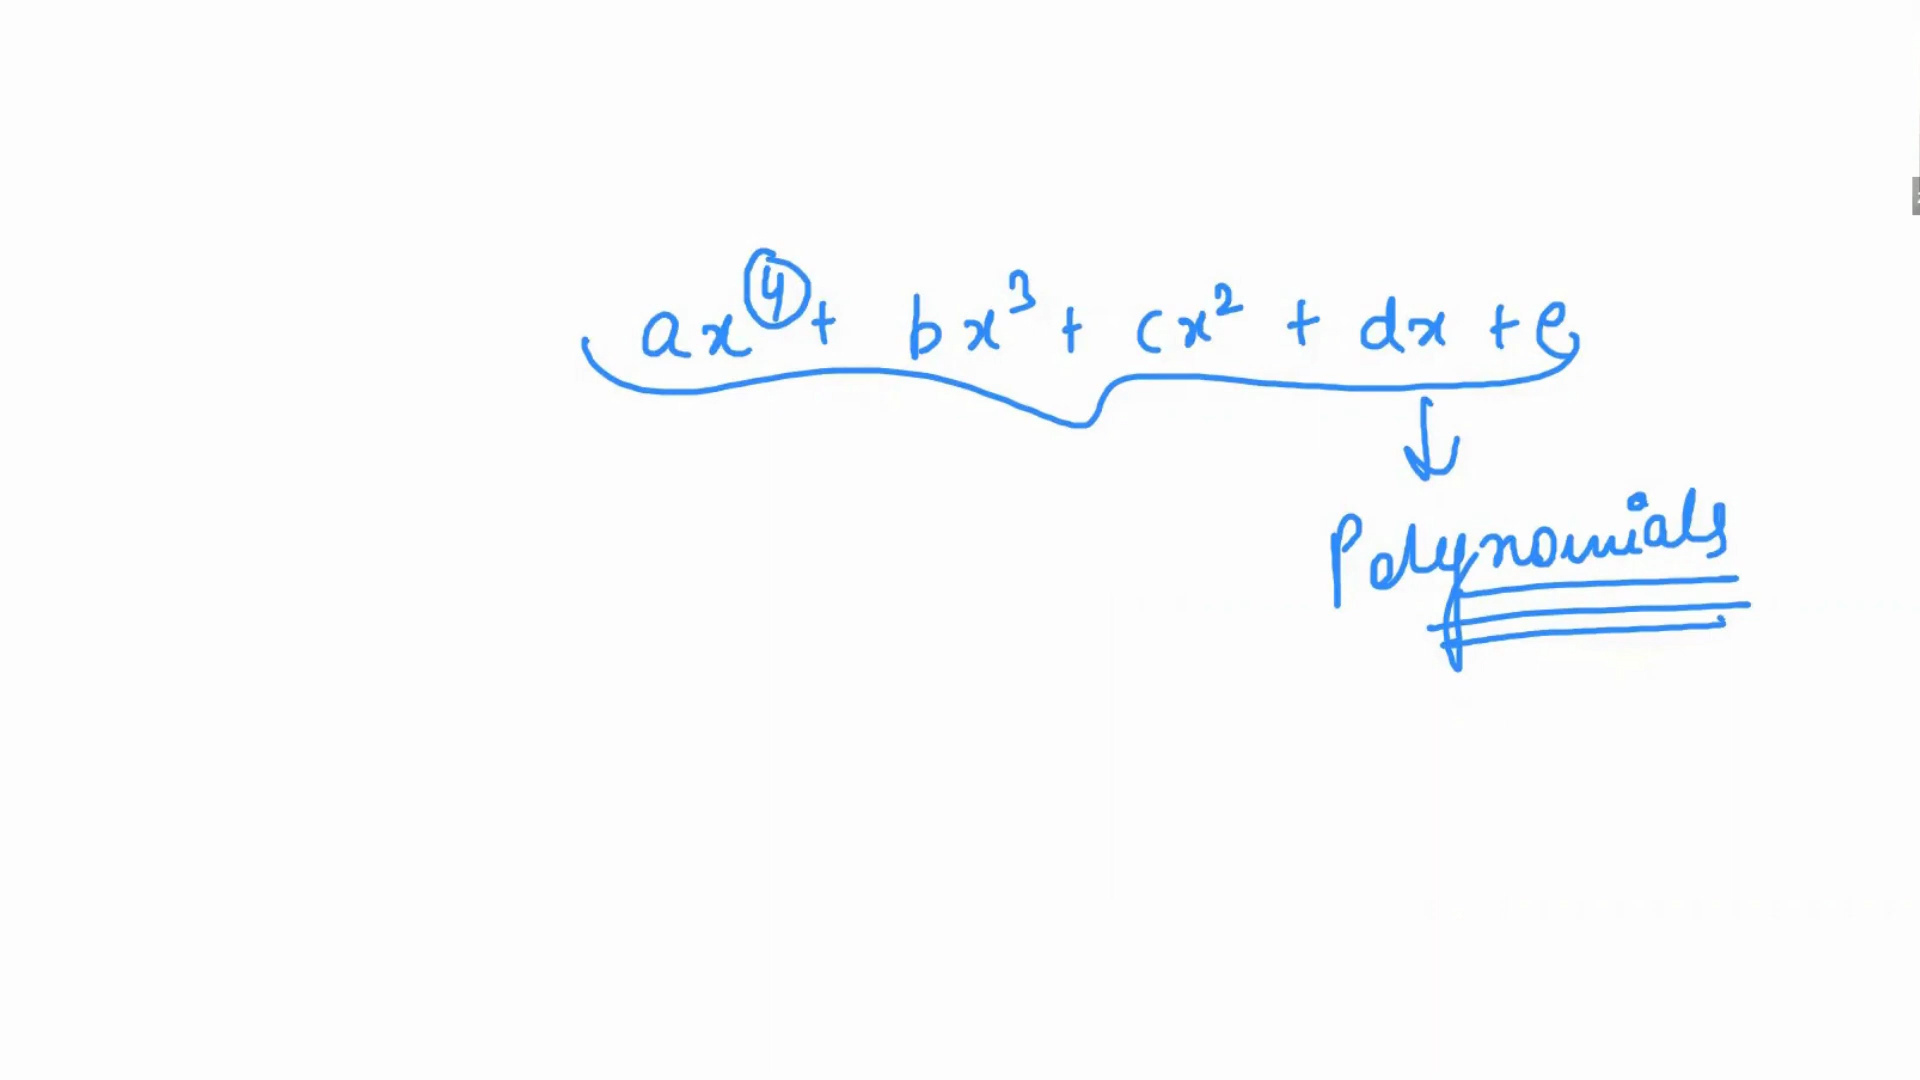 ax⁴ + bx³ + cx² + dx + e
Polynomials